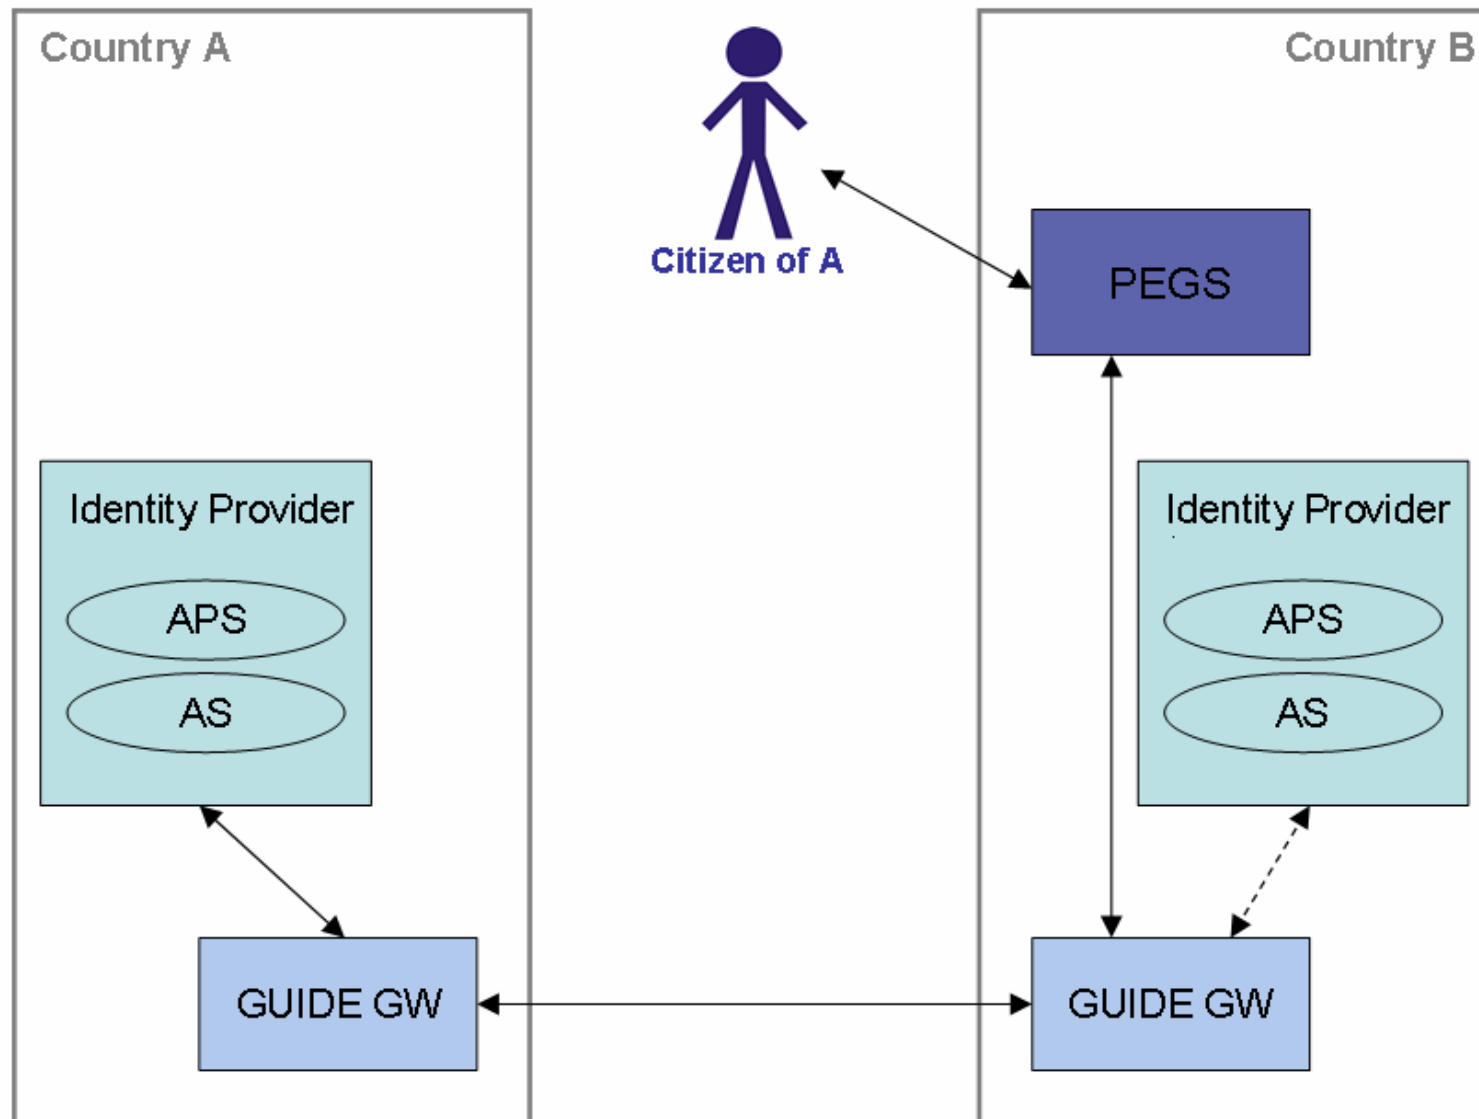 Country A
Country B
Citizen of A
PEGS
Identity Provider
APS
AS
Identity Provider
APS
AS
GUIDE GW
GUIDE GW